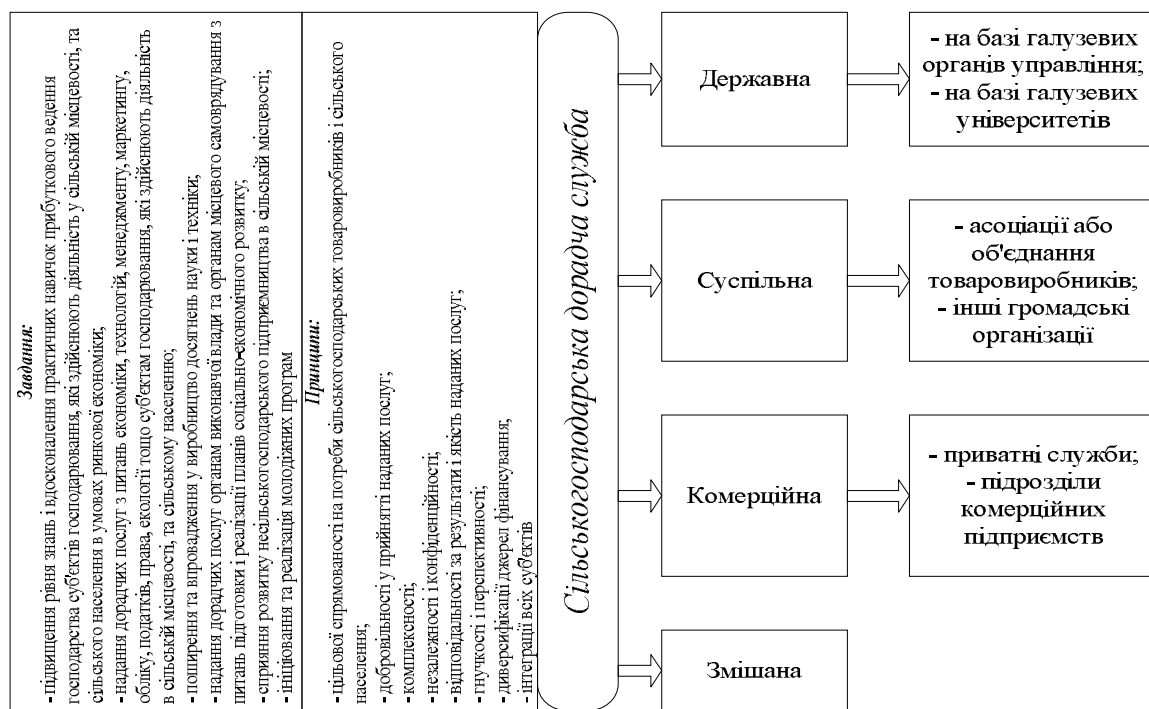 Завдання:
- підвищення рівня знань і вдосконалення практичних навичок прибуткового ведення
господарства суб'єктів господарювання, які здійснюють діяльність у сільській місцевості, та
сільського населення в умовах ринкової економіки;
- надання дорадчих послуг з питань економіки, технологій, менеджменту, маркетингу,
обліку, податків, права, екології тощо суб'єктам господарювання, які здійснюють діяльність
в сільській місцевості, та сільському населенню;
- поширення та впровадження у виробництво досягнень науки і техніки;
- надання дорадчих послуг органам виконавчої влади та органам місцевого самоврядування з
питань підготовки і реалізації планів соціально-економічного розвитку;
- сприяння розвитку несільськогосподарського підприємництва в сільській місцевості;
- ініціювання та реалізація молодіжних програм
Принципи:
- цільової спрямованості на потреби сільськогосподарських товаровиробників і сільського
населення;
- добровільності у прийнятті наданих послуг;
- комплексності;
- незалежності і конфіденційності;
- відповідальності за результати і якість наданих послуг;
- гнучкості і перспективності;
- диверсифікації джерел фінансування;
- інтеграції всіх суб'єктів
Сільськогосподарська дорадча служба
Державна
- на базі галузевих
органів управління;
- на базі галузевих
університетів
Суспільна
- асоціації або
об'єднання
товаровиробників;
- інші громадські
організації
Комерційна
- приватні служби;
- підрозділи
комерційних
підприємств
Змішана